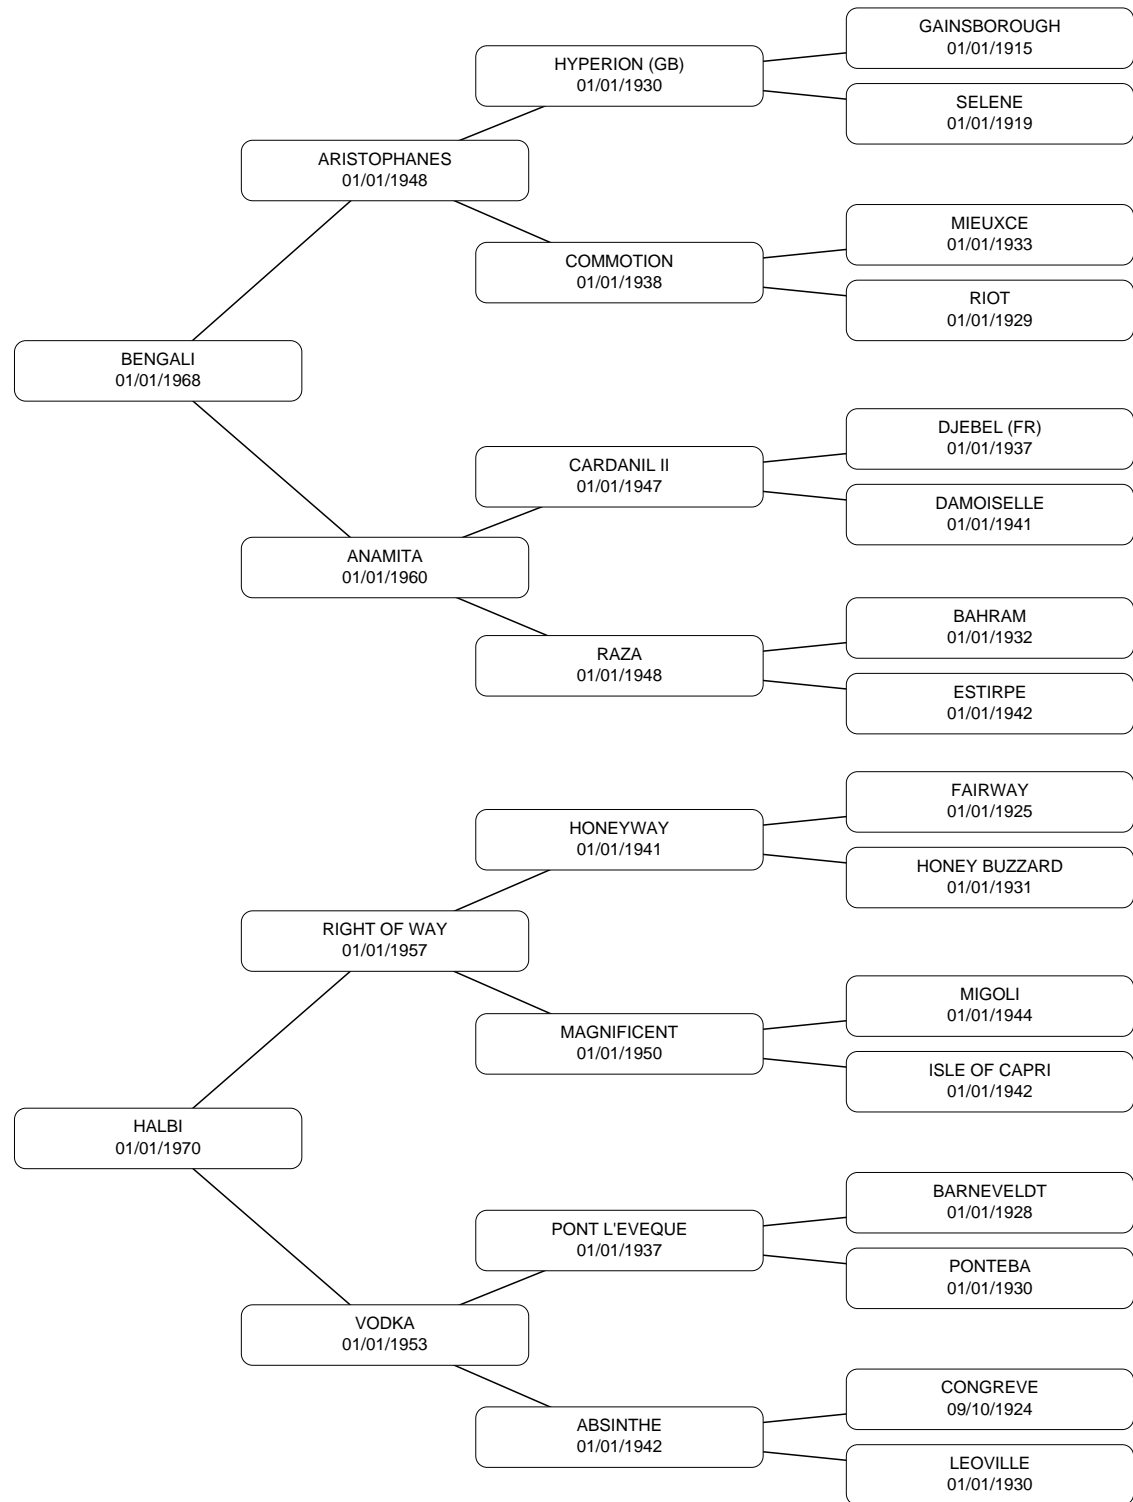 GAINSBOROUGH
01/01/1915
HYPERION (GB)
01/01/1930
SELENE
01/01/1919
ARISTOPHANES
01/01/1948
MIEUXCE
01/01/1933
COMMOTION
01/01/1938
RIOT
01/01/1929
BENGALI
01/01/1968
DJEBEL (FR)
01/01/1937
CARDANIL II
01/01/1947
DAMOISELLE
01/01/1941
ANAMITA
01/01/1960
BAHRAM
01/01/1932
RAZA
01/01/1948
ESTIRPE
01/01/1942
FAIRWAY
01/01/1925
HONEYWAY
01/01/1941
HONEY BUZZARD
01/01/1931
RIGHT OF WAY
01/01/1957
MIGOLI
01/01/1944
MAGNIFICENT
01/01/1950
ISLE OF CAPRI
01/01/1942
HALBI
01/01/1970
BARNEVELDT
01/01/1928
PONT L'EVEQUE
01/01/1937
PONTEBA
01/01/1930
VODKA
01/01/1953
CONGREVE
09/10/1924
ABSINTHE
01/01/1942
LEOVILLE
01/01/1930